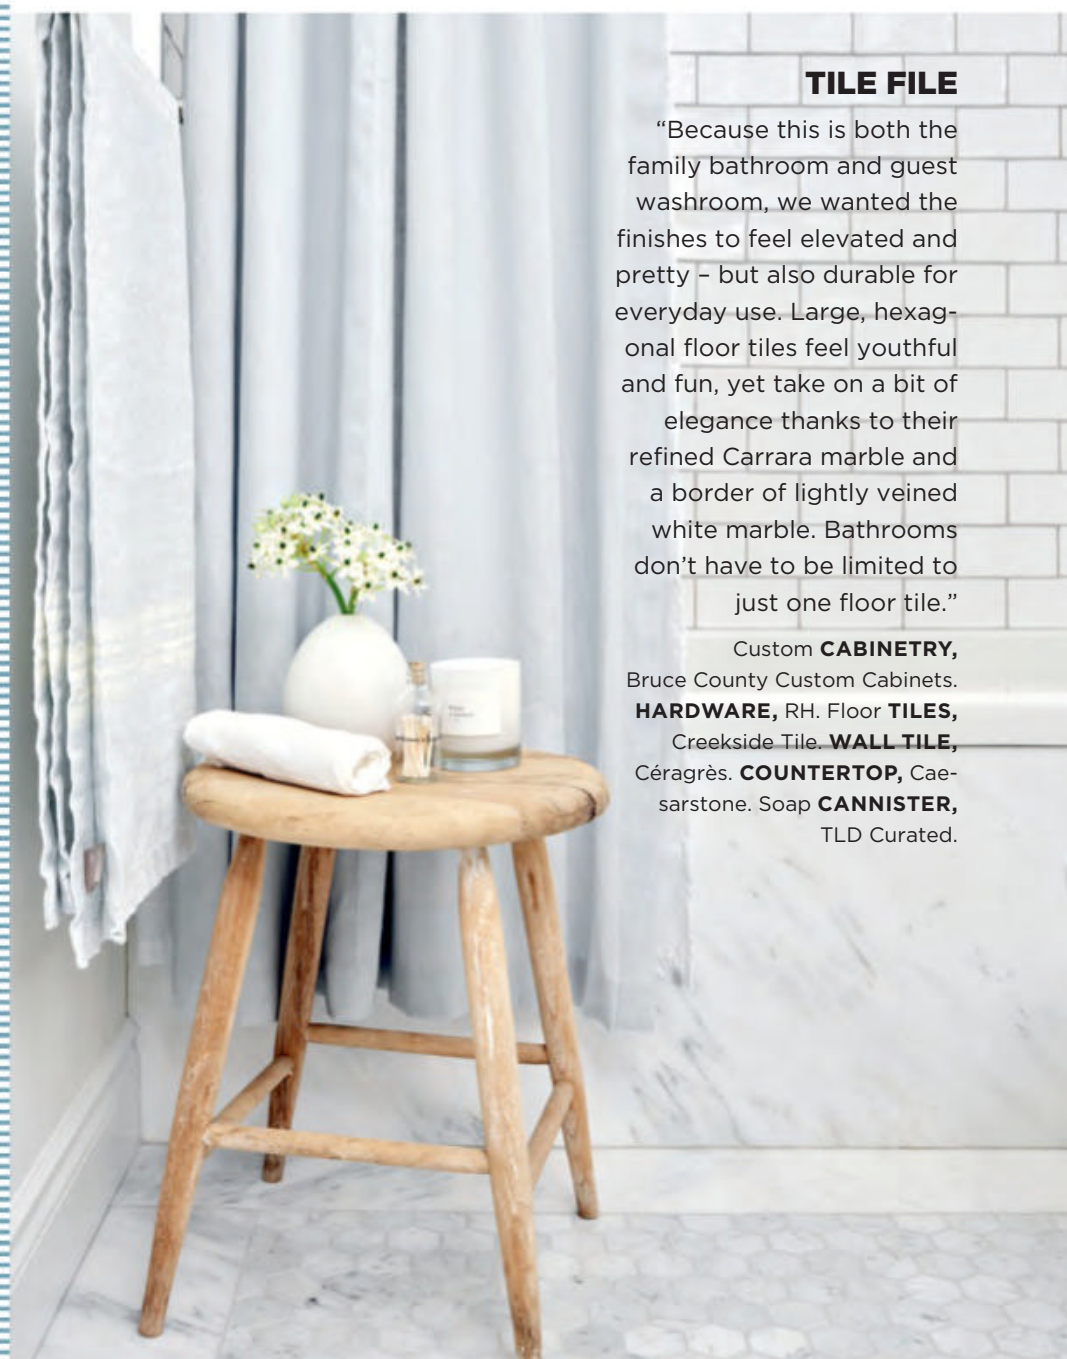 TILE FILE
“Because this is both the
family bathroom and guest
washroom, we wanted the
finishes to feel elevated and
pretty – but also durable for
everyday use. Large, hexag-
onal floor tiles feel youthful
and fun, yet take on a bit of
elegance thanks to their
refined Carrara marble and
a border of lightly veined
white marble. Bathrooms
don’t have to be limited to
just one floor tile.”
Custom CABINETRY,
Bruce County Custom Cabinets.
HARDWARE, RH. Floor TILES,
Creekside Tile. WALL TILE,
Céragrès. COUNTERTOP, Cae-
sarstone. Soap CANNISTER,
TLD Curated.